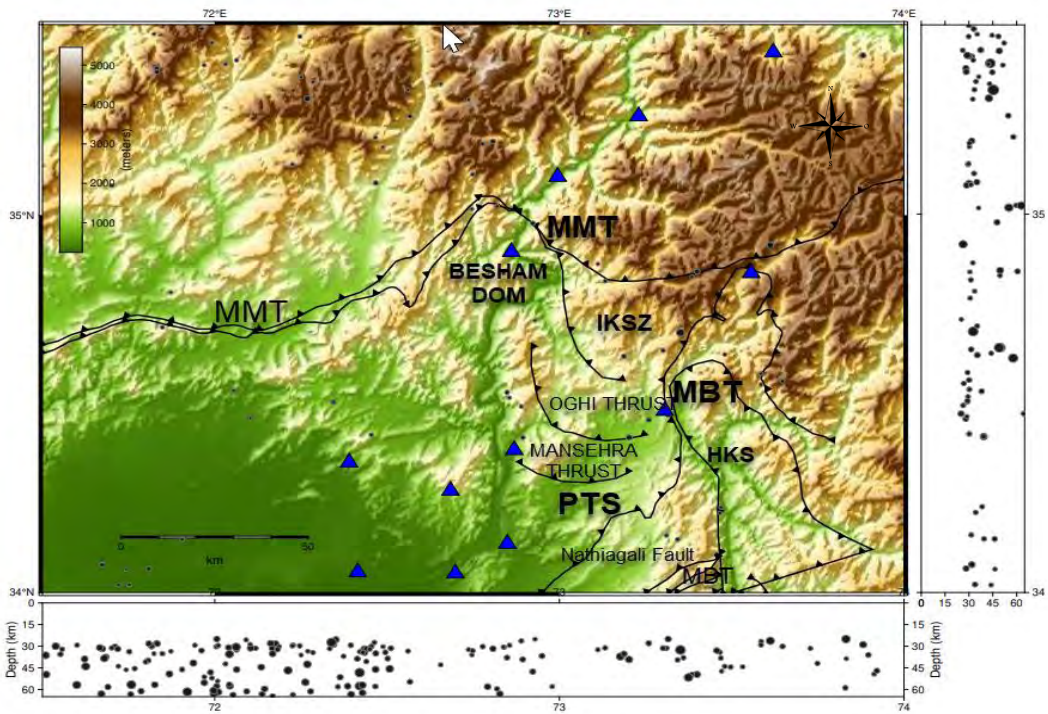 72°E 73°E 74°E
5000
4000
3000
2000
1000
(meters)
N
W O
S
35°N
35
MMT
BESHAM
DOM
MMT
IKSZ
OGHI THRUST
MBT
MANSEHRA
THRUST
HKS
PTS
0 50
km
Nathiagali Fault
MBT
34°N
34
0 15 30 45 60
0
15
30
45
60
Depth (km)
15
30
45
60
Depth (km)
72 73 74